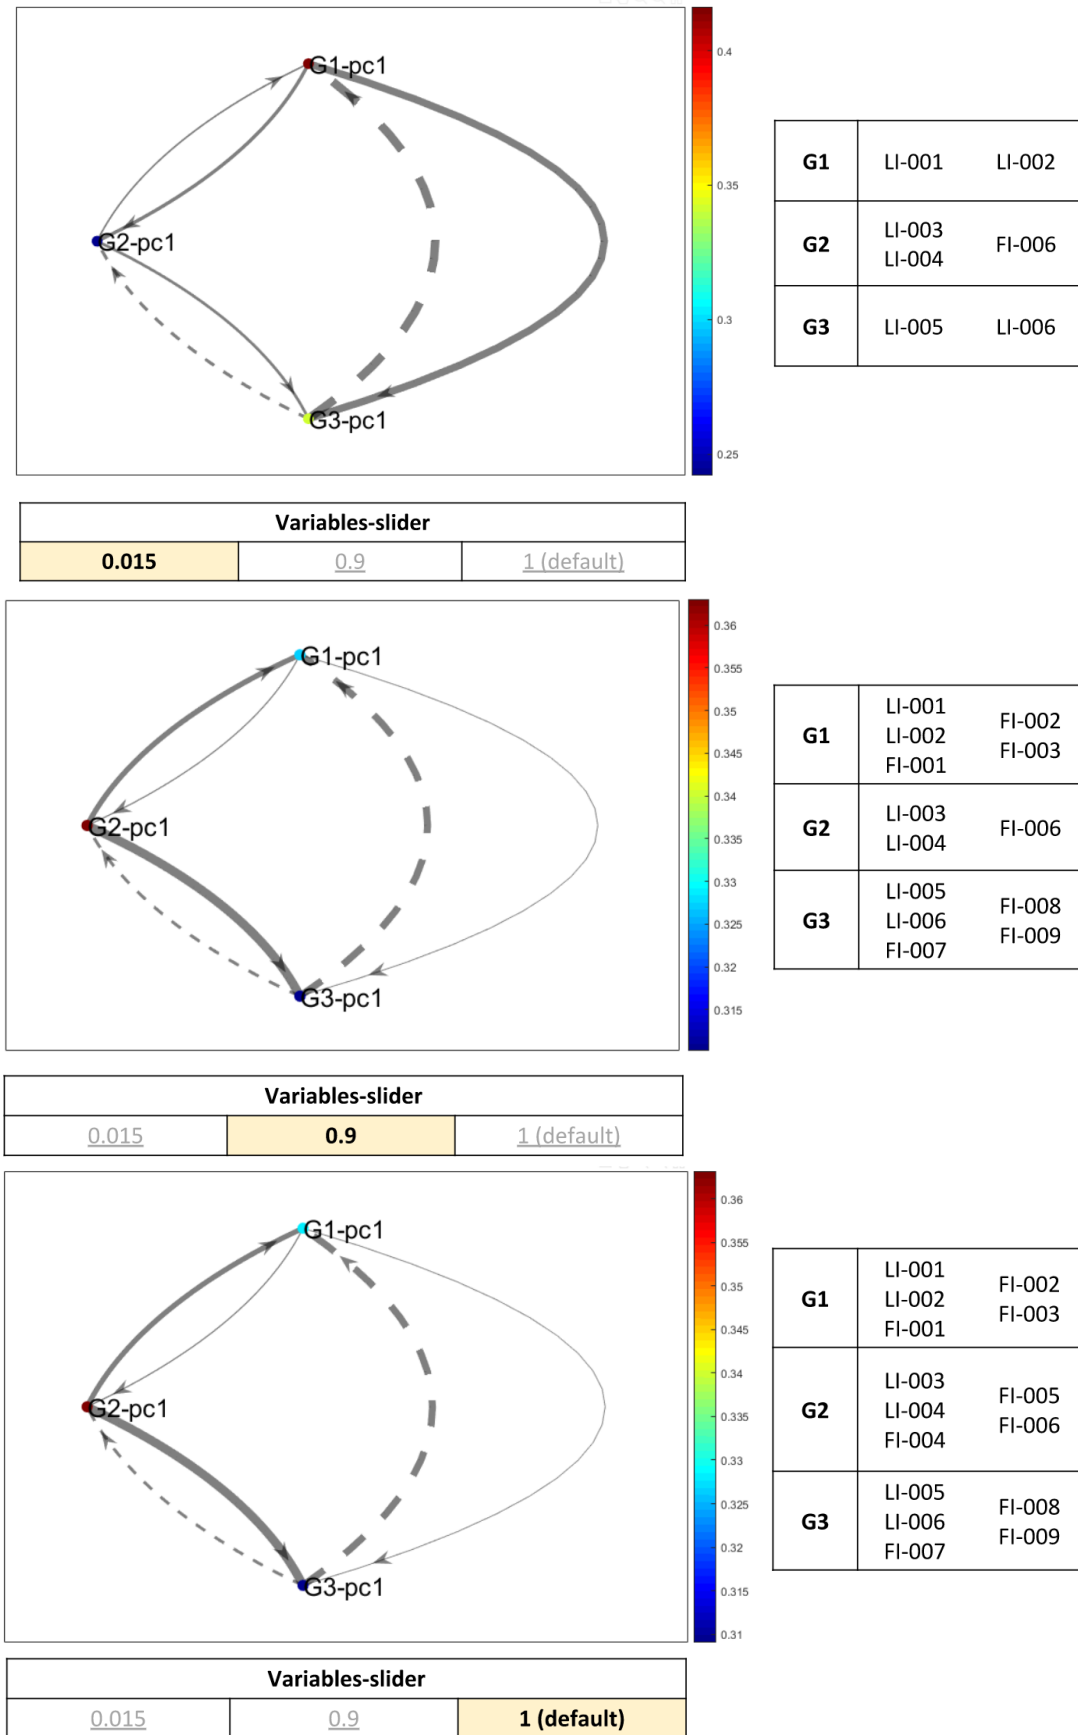 G1-pc1
G2-pc1
G3-pc1
0.4
0.35
0.3
0.25
G1 LI-001 LI-002
G2 LI-003 LI-004 FI-006
G3 LI-005 LI-006
Variables-slider
0.015 0.9 1 (default)
G1-pc1
G2-pc1
G3-pc1
0.36
0.355
0.35
0.345
0.34
0.335
0.33
0.325
0.32
0.315
G1 LI-001 LI-002 FI-001 FI-002 FI-003
G2 LI-003 LI-004 FI-006
G3 LI-005 LI-006 FI-007 FI-008 FI-009
Variables-slider
0.015 0.9 1 (default)
G1-pc1
G2-pc1
G3-pc1
0.36
0.355
0.35
0.345
0.34
0.335
0.33
0.325
0.32
0.315
0.31
G1 LI-001 LI-002 FI-001 FI-002 FI-003
G2 LI-003 LI-004 FI-004 FI-005 FI-006
G3 LI-005 LI-006 FI-007 FI-008 FI-009
Variables-slider
0.015 0.9 1 (default)